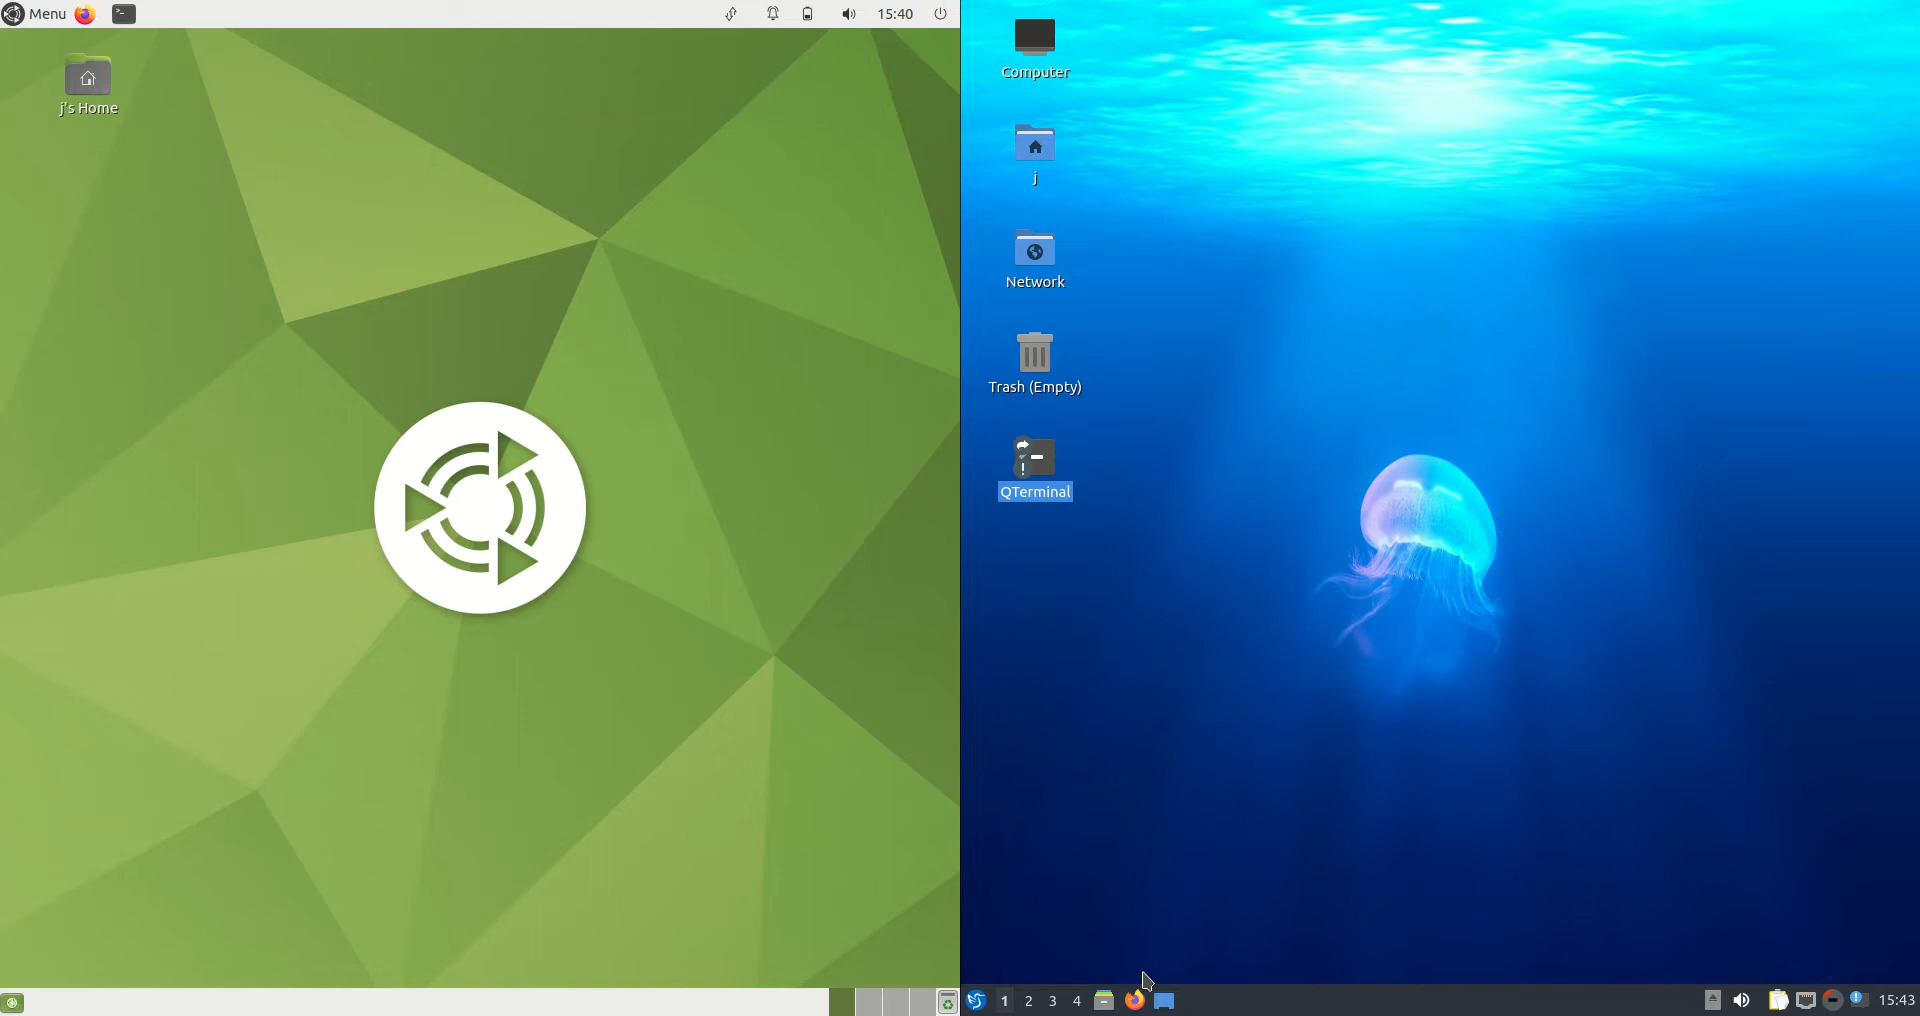 Menu
15:40
j's Home
Computer
j
Network
Trash (Empty)
QTerminal
1 2 3 4
15:43